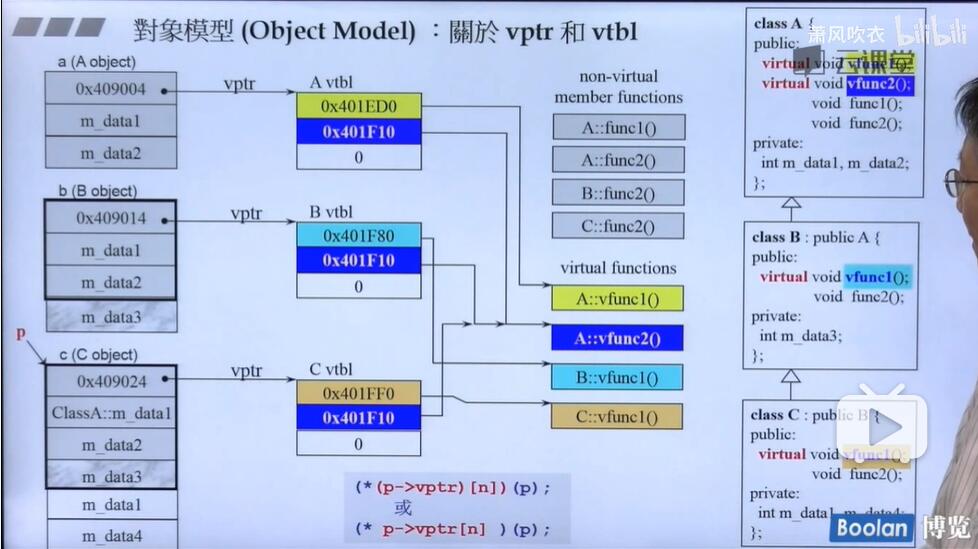 對象模型 (Object Model) ：關於 vptr 和 vtbl
萧风吹衣
bilibili
云课堂
a (A object)
0x409004
m_data1
m_data2
vptr
A vtbl
0x401ED0
0x401F10
0
b (B object)
0x409014
m_data1
m_data2
m_data3
vptr
B vtbl
0x401F80
0x401F10
0
p
c (C object)
0x409024
ClassA::m_data1
m_data2
m_data3
m_data1
m_data4
vptr
C vtbl
0x401FF0
0x401F10
0
(*(p->vptr)[n])(p);
或
(* p->vptr[n] )(p);
non-virtual
member functions
A::func1()
A::func2()
B::func2()
C::func2()
virtual functions
A::vfunc1()
A::vfunc2()
B::vfunc1()
C::vfunc1()
class A {
public:
virtual void vfunc1();
virtual void vfunc2();
void func1();
void func2();
private:
int m_data1, m_data2;
};
class B : public A {
public:
virtual void vfunc1();
void func2();
private:
int m_data3;
};
class C : public B {
public:
virtual void vfunc1();
void func2();
private:
int m_data1, m_data4;
};
Boolan 博览